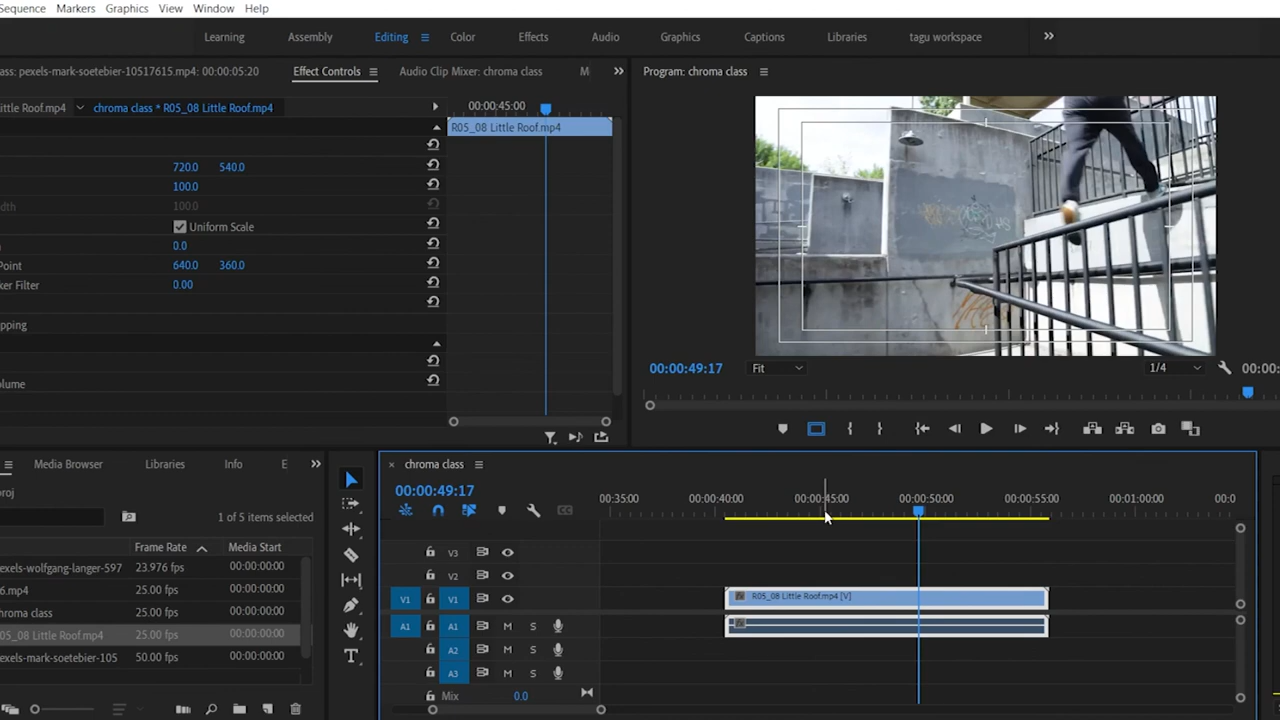 Sequence Markers Graphics View Window Help
Learning Assembly Editing Color Effects Audio Graphics Captions Libraries tagu workspace
ass: pexels-mark-soetebier-10517615.mp4: 00:00:05:20 Effect Controls Audio Clip Mixer: chroma class M
Program: chroma class
ittle Roof.mp4 chroma class * R05_08 Little Roof.mp4 00:00:45:00
R05_08 Little Roof.mp4
720.0 540.0
100.0
idth 100.0
Uniform Scale
0.0
Point 640.0 360.0
ker Filter 0.00
pping
olume
00:00:49:17 Fit 1/4 00:00:
Media Browser Libraries Info E
chroma class
roj
00:00:49:17
1 of 5 items selected
00:35:00 00:00:40:00 00:00:45:00 00:00:50:00 00:00:55:00 00:01:00:00 00:0
Frame Rate Media Start
exels-wolfgang-langer-597 23.976 fps 00:00:00:00
6.mp4 25.00 fps 00:00:00:00
hroma class 25.00 fps 00:00:00:00
05_08 Little Roof.mp4 25.00 fps 00:00:00:00
exels-mark-soetebier-105 50.00 fps 00:00:00:00
V3
V2
V1 V1 R05_08 Little Roof.mp4 [V]
A1 A1 M S
A2 M S
A3 M S
Mix 0.0